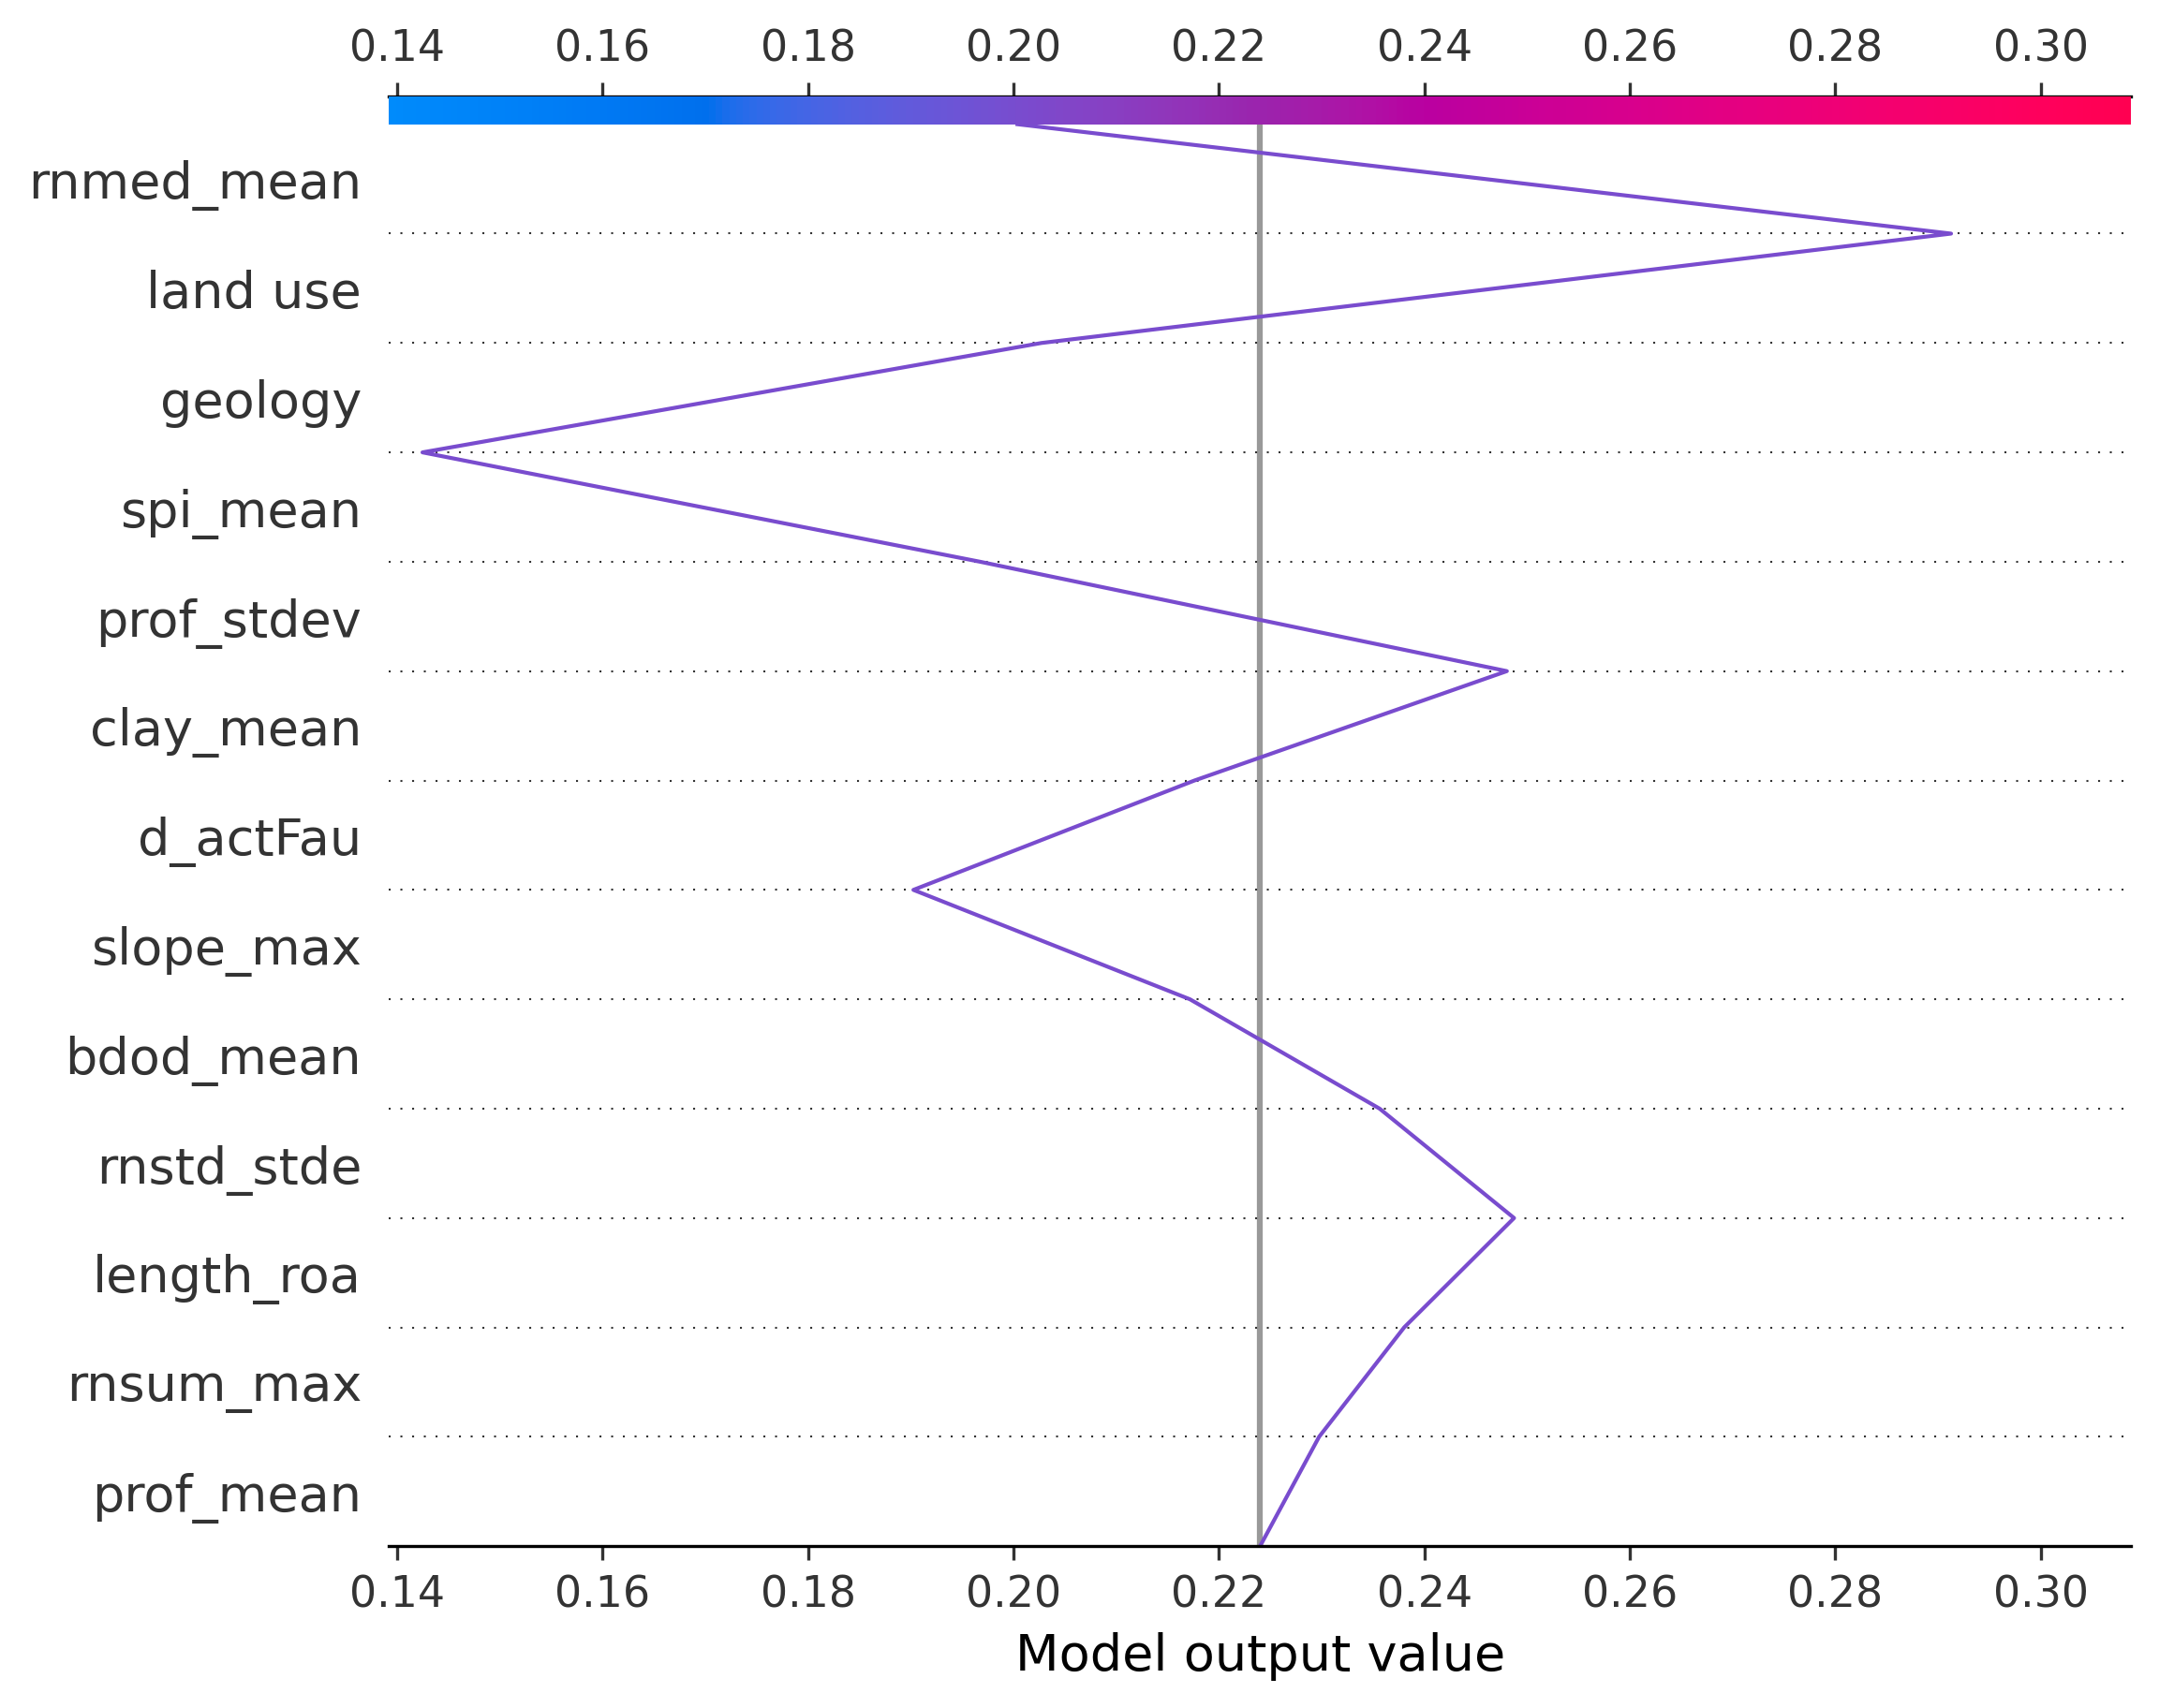 0.14 0.16 0.18 0.20 0.22 0.24 0.26 0.28 0.30
rnmed_mean
land use
geology
spi_mean
prof_stdev
clay_mean
d_actFau
slope_max
bdod_mean
rnstd_stde
length_roa
rnsum_max
prof_mean
0.14 0.16 0.18 0.20 0.22 0.24 0.26 0.28 0.30
Model output value